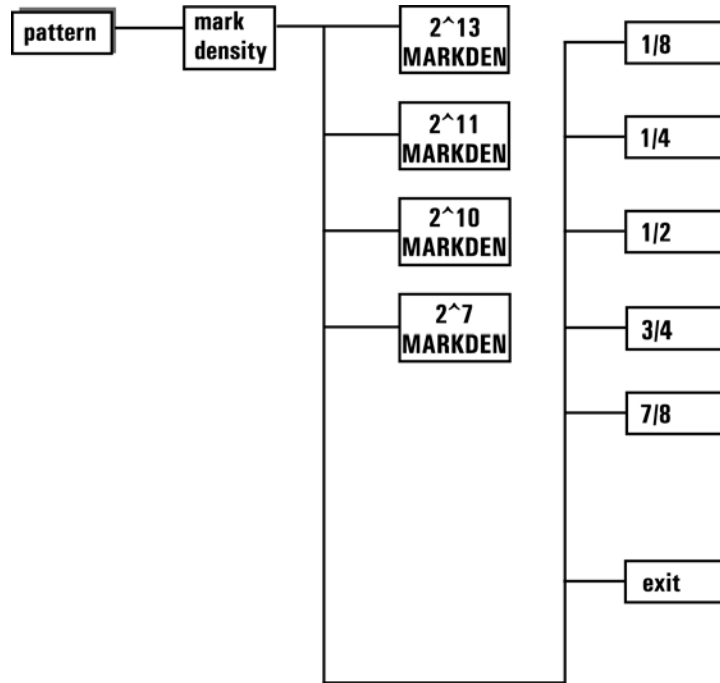 pattern
mark
density
2^13
MARKDEN
2^11
MARKDEN
2^10
MARKDEN
2^7
MARKDEN
1/8
1/4
1/2
3/4
7/8
exit